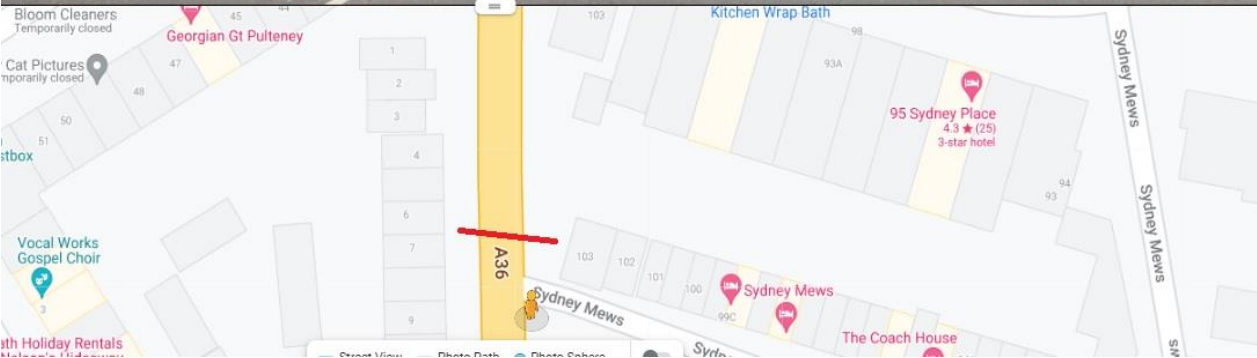 Bloom Cleaners
Temporarily closed
45
44
Georgian Gt Pulteney
103
Kitchen Wrap Bath
98
Sydney Mews
Cat Pictures
mporarily closed
47
48
1
2
3
93A
95 Sydney Place
4.3 ★ (25)
3-star hotel
50
51
stbox
4
94
93
Sydney Mews
6
7
Vocal Works
Gospel Choir
3
A36
103
102
101
100
99C
Sydney Mews
Sydney Mews
9
The Coach House
ath Holiday Rentals
Street View
Photo Path
Photo Sphere